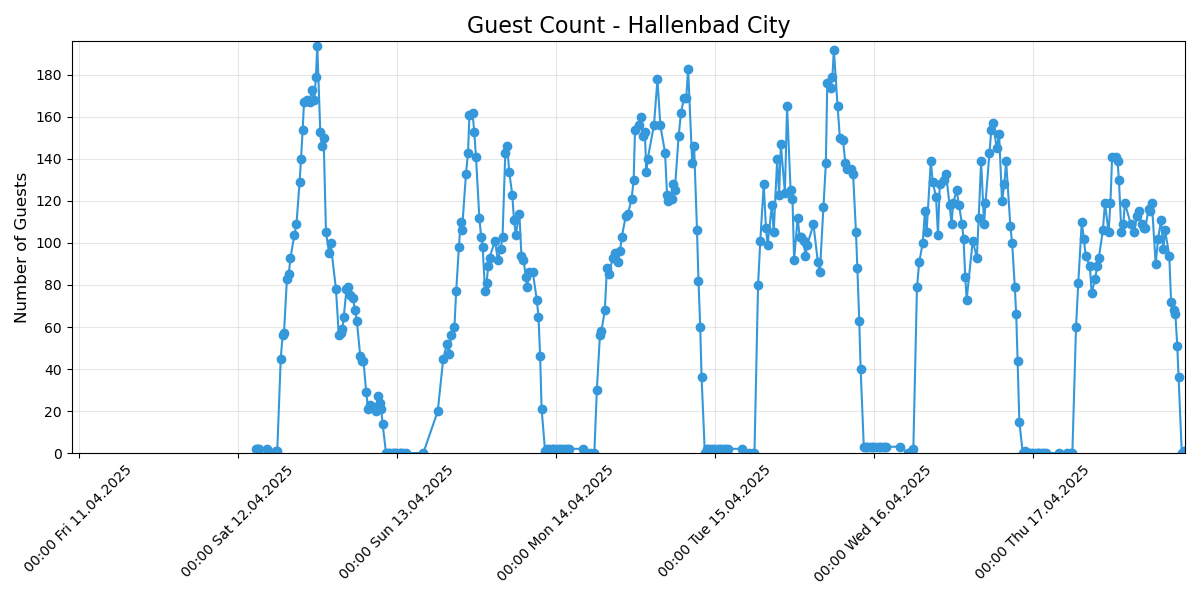 Guest Count - Hallenbad City
Number of Guests
180
160
140
120
100
80
60
40
20
0
00:00 Fri 11.04.2025
00:00 Sat 12.04.2025
00:00 Sun 13.04.2025
00:00 Mon 14.04.2025
00:00 Tue 15.04.2025
00:00 Wed 16.04.2025
00:00 Thu 17.04.2025